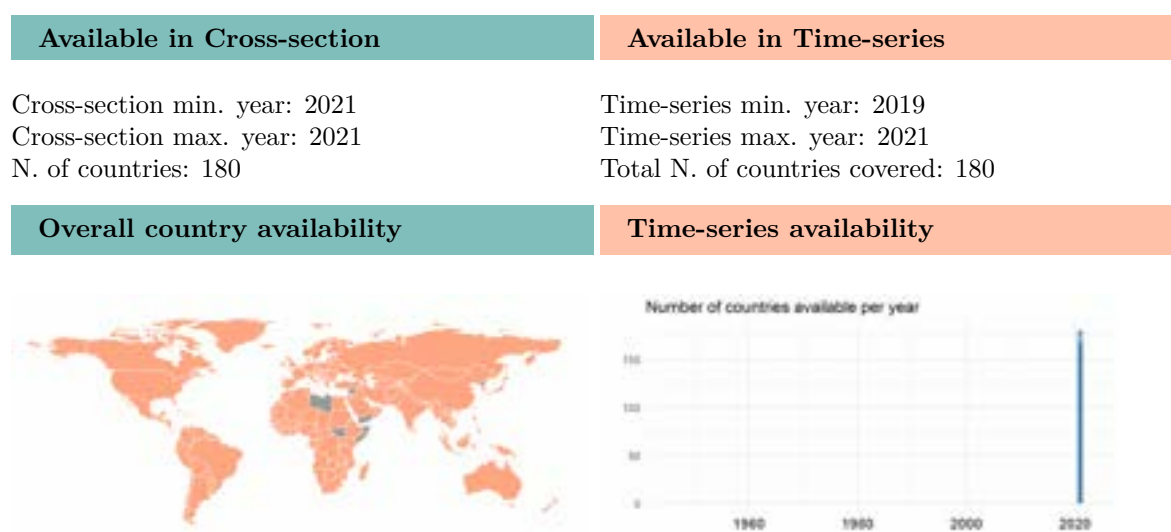 Available in Cross-section
Available in Time-series
Cross-section min. year: 2021
Cross-section max. year: 2021
N. of countries: 180
Time-series min. year: 2019
Time-series max. year: 2021
Total N. of countries covered: 180
Overall country availability
Time-series availability
Number of countries available per year
150
100
50
0
1960
1980
2000
2020